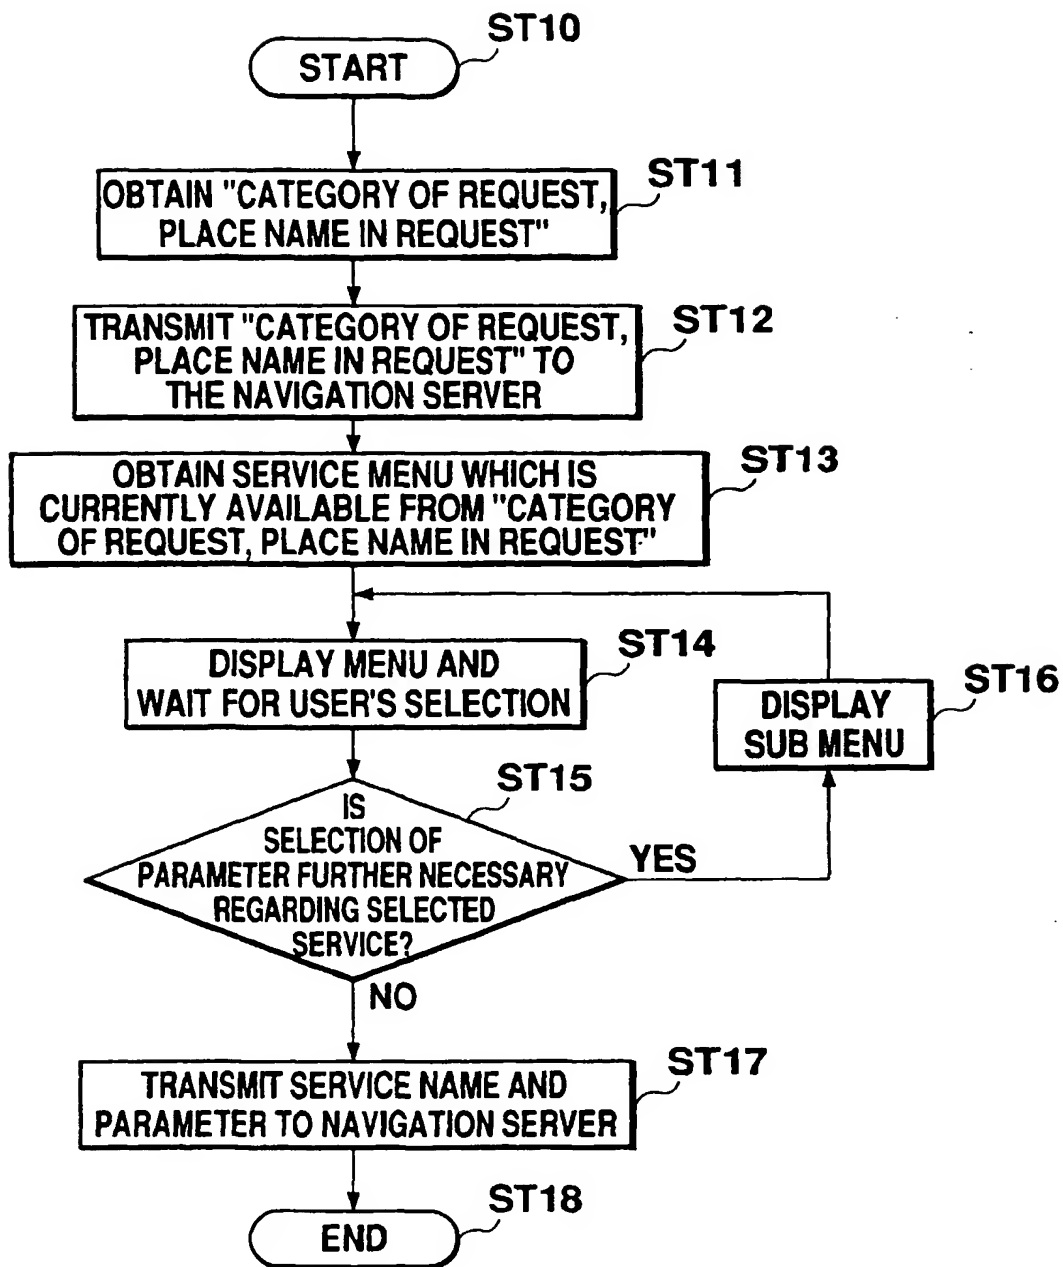 ST10
START
ST11
OBTAIN "CATEGORY OF REQUEST,
PLACE NAME IN REQUEST"
ST12
TRANSMIT "CATEGORY OF REQUEST,
PLACE NAME IN REQUEST" TO
THE NAVIGATION SERVER
ST13
OBTAIN SERVICE MENU WHICH IS
CURRENTLY AVAILABLE FROM "CATEGORY
OF REQUEST, PLACE NAME IN REQUEST"
ST14
DISPLAY MENU AND
WAIT FOR USER'S SELECTION
ST16
DISPLAY
SUB MENU
ST15
IS
SELECTION OF
PARAMETER FURTHER NECESSARY
REGARDING SELECTED
SERVICE?
YES
NO
ST17
TRANSMIT SERVICE NAME AND
PARAMETER TO NAVIGATION SERVER
ST18
END